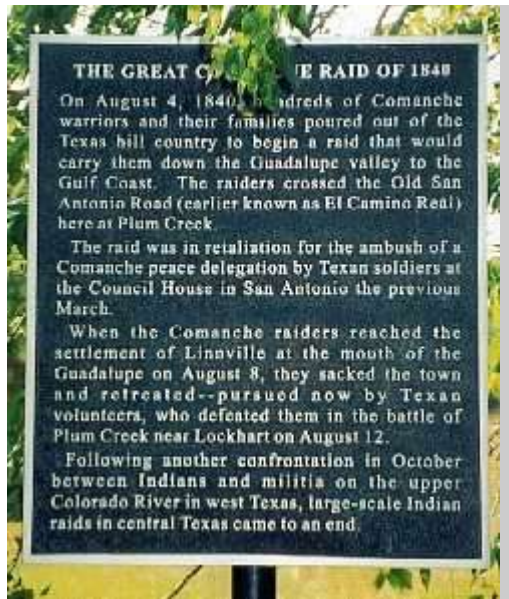 THE GREAT C E RAID OF 1840
On August 4, 1840, hundreds of Comanche
warriors and their families poured out of the
Texas hill country to begin a raid that would
carry them down the Guadalupe valley to the
Gulf Coast. The raiders crossed the Old San
Antonio Road (earlier known as El Camino Real)
here at Plum Creek.
The raid was in retaliation for the ambush of a
Comanche peace delegation by Texan soldiers at
the Council House in San Antonio the previous
March.
When the Comanche raiders reached the
settlement of Linnville at the mouth of the
Guadalupe on August 8, they sacked the town
and retreated--pursued now by Texan
volunteers, who defeated them in the battle of
Plum Creek near Lockhart on August 12.
Following another confrontation in October
between Indians and militia on the upper
Colorado River in west Texas, large-scale Indian
raids in central Texas came to an end.